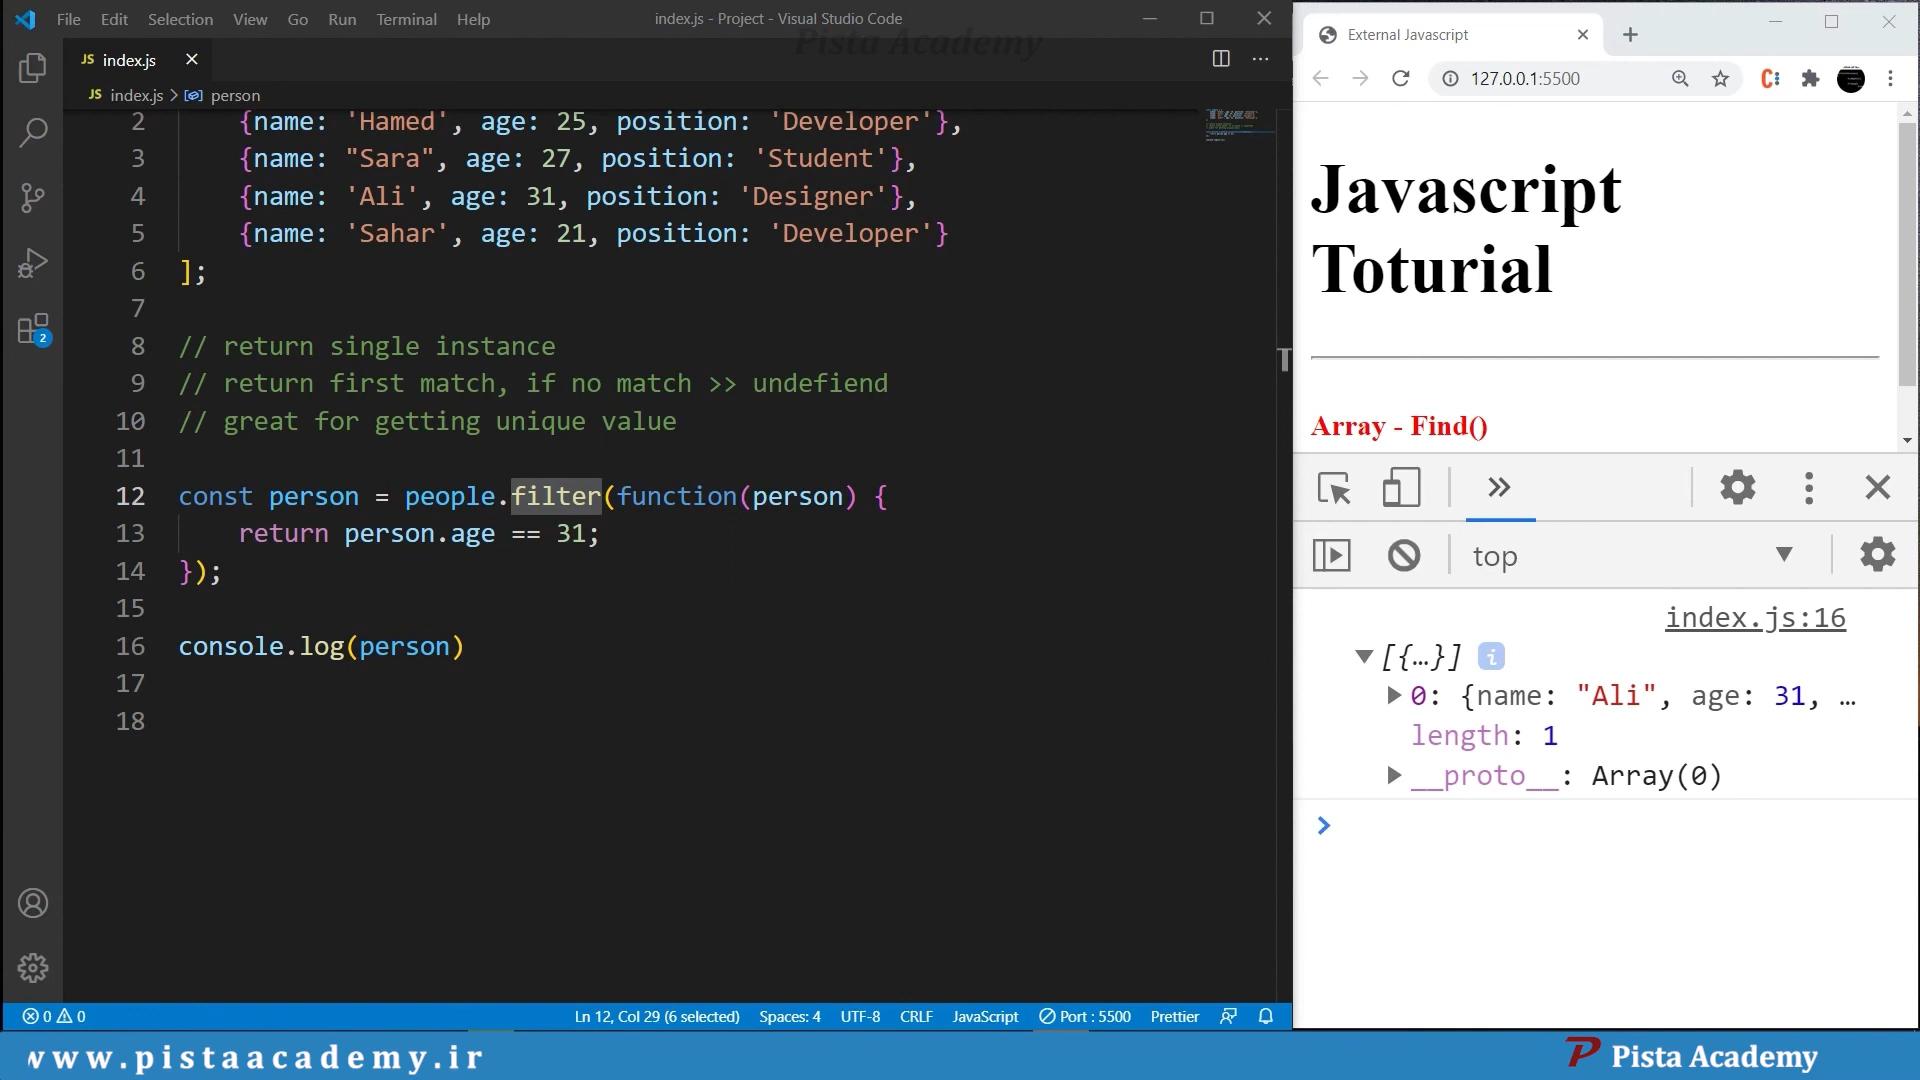 File Edit Selection View Go Run Terminal Help
index.js - Project - Visual Studio Code
Pista Academy
JS index.js
JS index.js > person
2 {name: 'Hamed', age: 25, position: 'Developer'},
3 {name: "Sara", age: 27, position: 'Student'},
4 {name: 'Ali', age: 31, position: 'Designer'},
5 {name: 'Sahar', age: 21, position: 'Developer'}
6 ];
7
8 // return single instance
9 // return first match, if no match >> undefiend
10 // great for getting unique value
11
12 const person = people.filter(function(person) {
13 return person.age == 31;
14 });
15
16 console.log(person)
17
18
2
0 0 Ln 12, Col 29 (6 selected) Spaces: 4 UTF-8 CRLF JavaScript Port : 5500 Prettier
External Javascript
127.0.0.1:5500
Javascript
Toturial
Array - Find()
top
index.js:16
[{…}] i
0: {name: "Ali", age: 31, …
length: 1
__proto__: Array(0)
www.pistaacademy.ir
Pista Academy